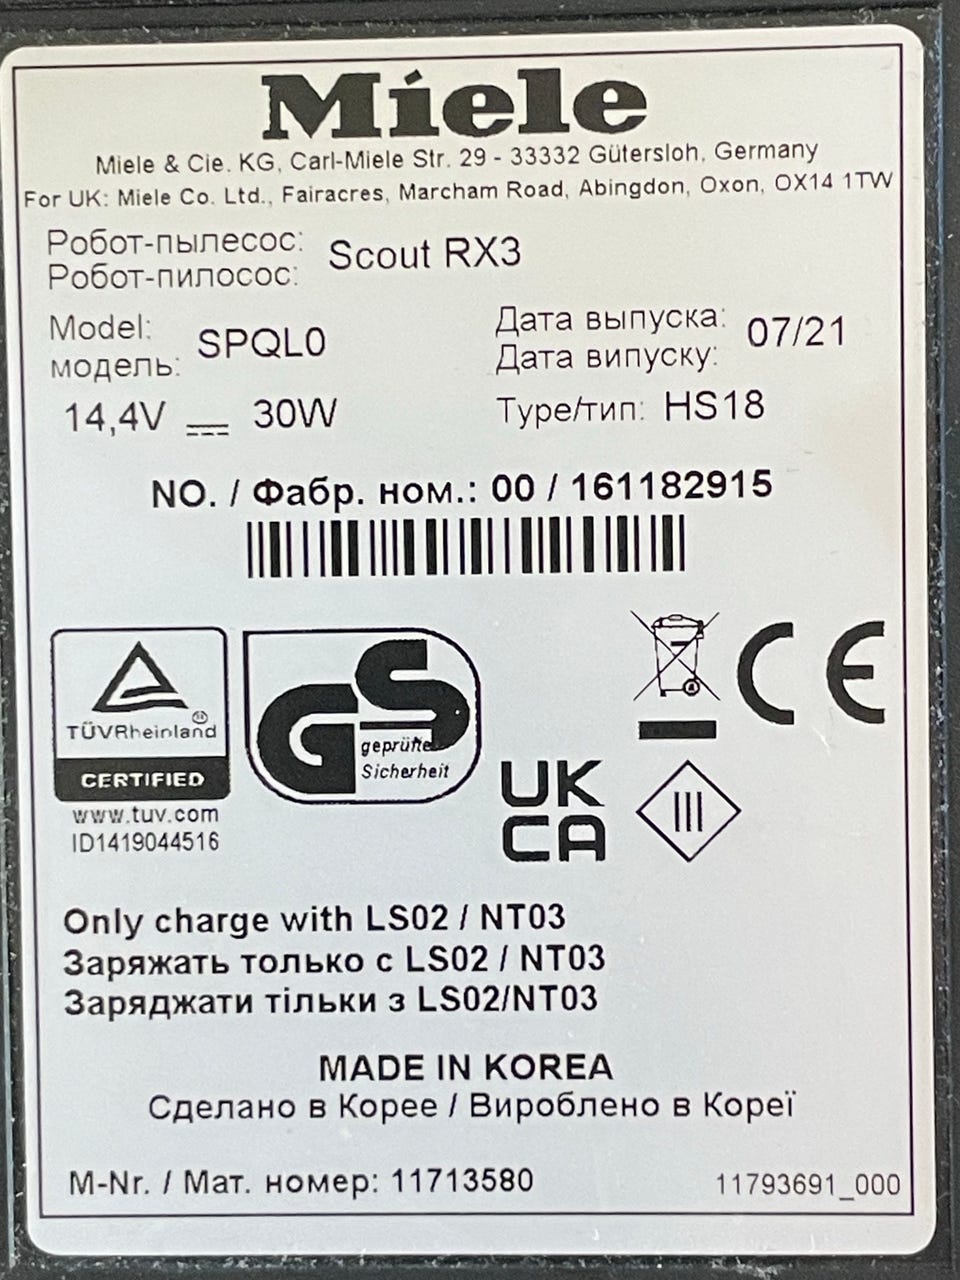 Miele
Miele & Cie. KG, Carl-Miele Str. 29 - 33332 Gütersloh, Germany
For UK: Miele Co. Ltd., Fairacres, Marcham Road, Abingdon, Oxon, OX14 1TW
Робот-пылесос: Scout RX3
Робот-пилосос:
Model: SPQL0
модель:
Дата выпуска: 07/21
Дата випуску:
14,4V 30W
Type/тип: HS18
NO. / Фабр. ном.: 00 / 161182915
TÜVRheinland
CERTIFIED
www.tuv.com
ID1419044516
GS
geprüfte
Sicherheit
CE
UK
CA
III
Only charge with LS02 / NT03
Заряжать только с LS02 / NT03
Заряджати тільки з LS02/NT03
MADE IN KOREA
Сделано в Корее / Вироблено в Кореї
M-Nr. / Мат. номер: 11713580
11793691_000